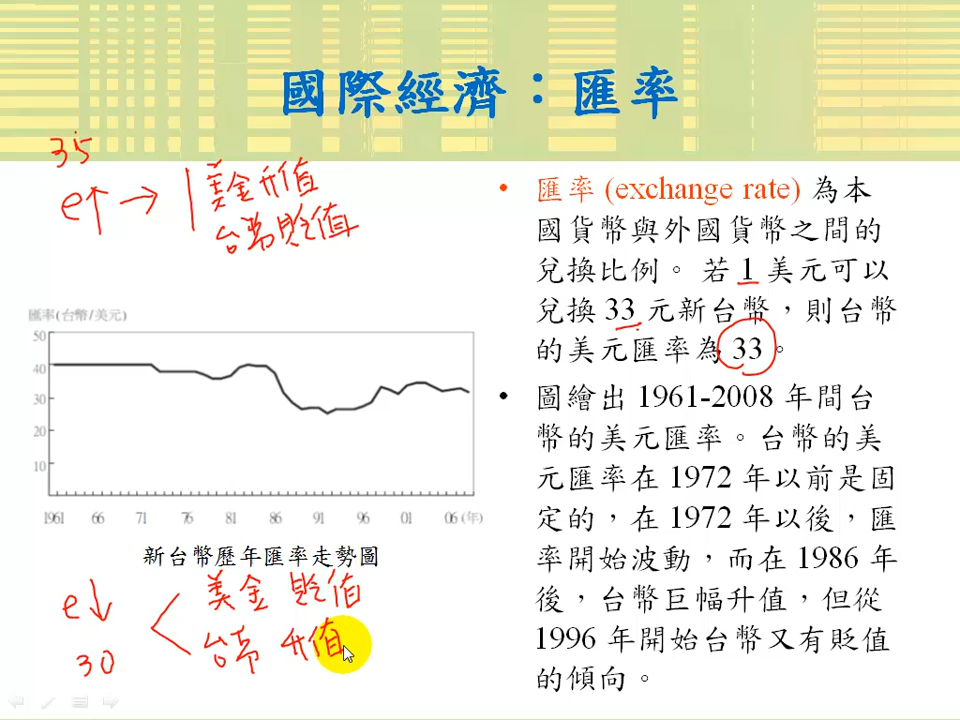 國際經濟：匯率
35
e↑→
美金升值
台幣貶值
匯率(台幣/美元)
50
40
30
20
10
1961 66 71 76 81 86 91 96 01 06 (年)
新台幣歷年匯率走勢圖
e↓
30
美金 貶值
台幣 升值
• 匯率 (exchange rate) 為本
國貨幣與外國貨幣之間的
兌換比例。 若 1 美元可以
兌換 33 元新台幣，則台幣
的美元匯率為 33。
• 圖繪出 1961-2008 年間台
幣的美元匯率。台幣的美
元匯率在 1972 年以前是固
定的，在 1972 年以後，匯
率開始波動，而在 1986 年
後，台幣巨幅升值，但從
1996 年開始台幣又有貶值
的傾向。